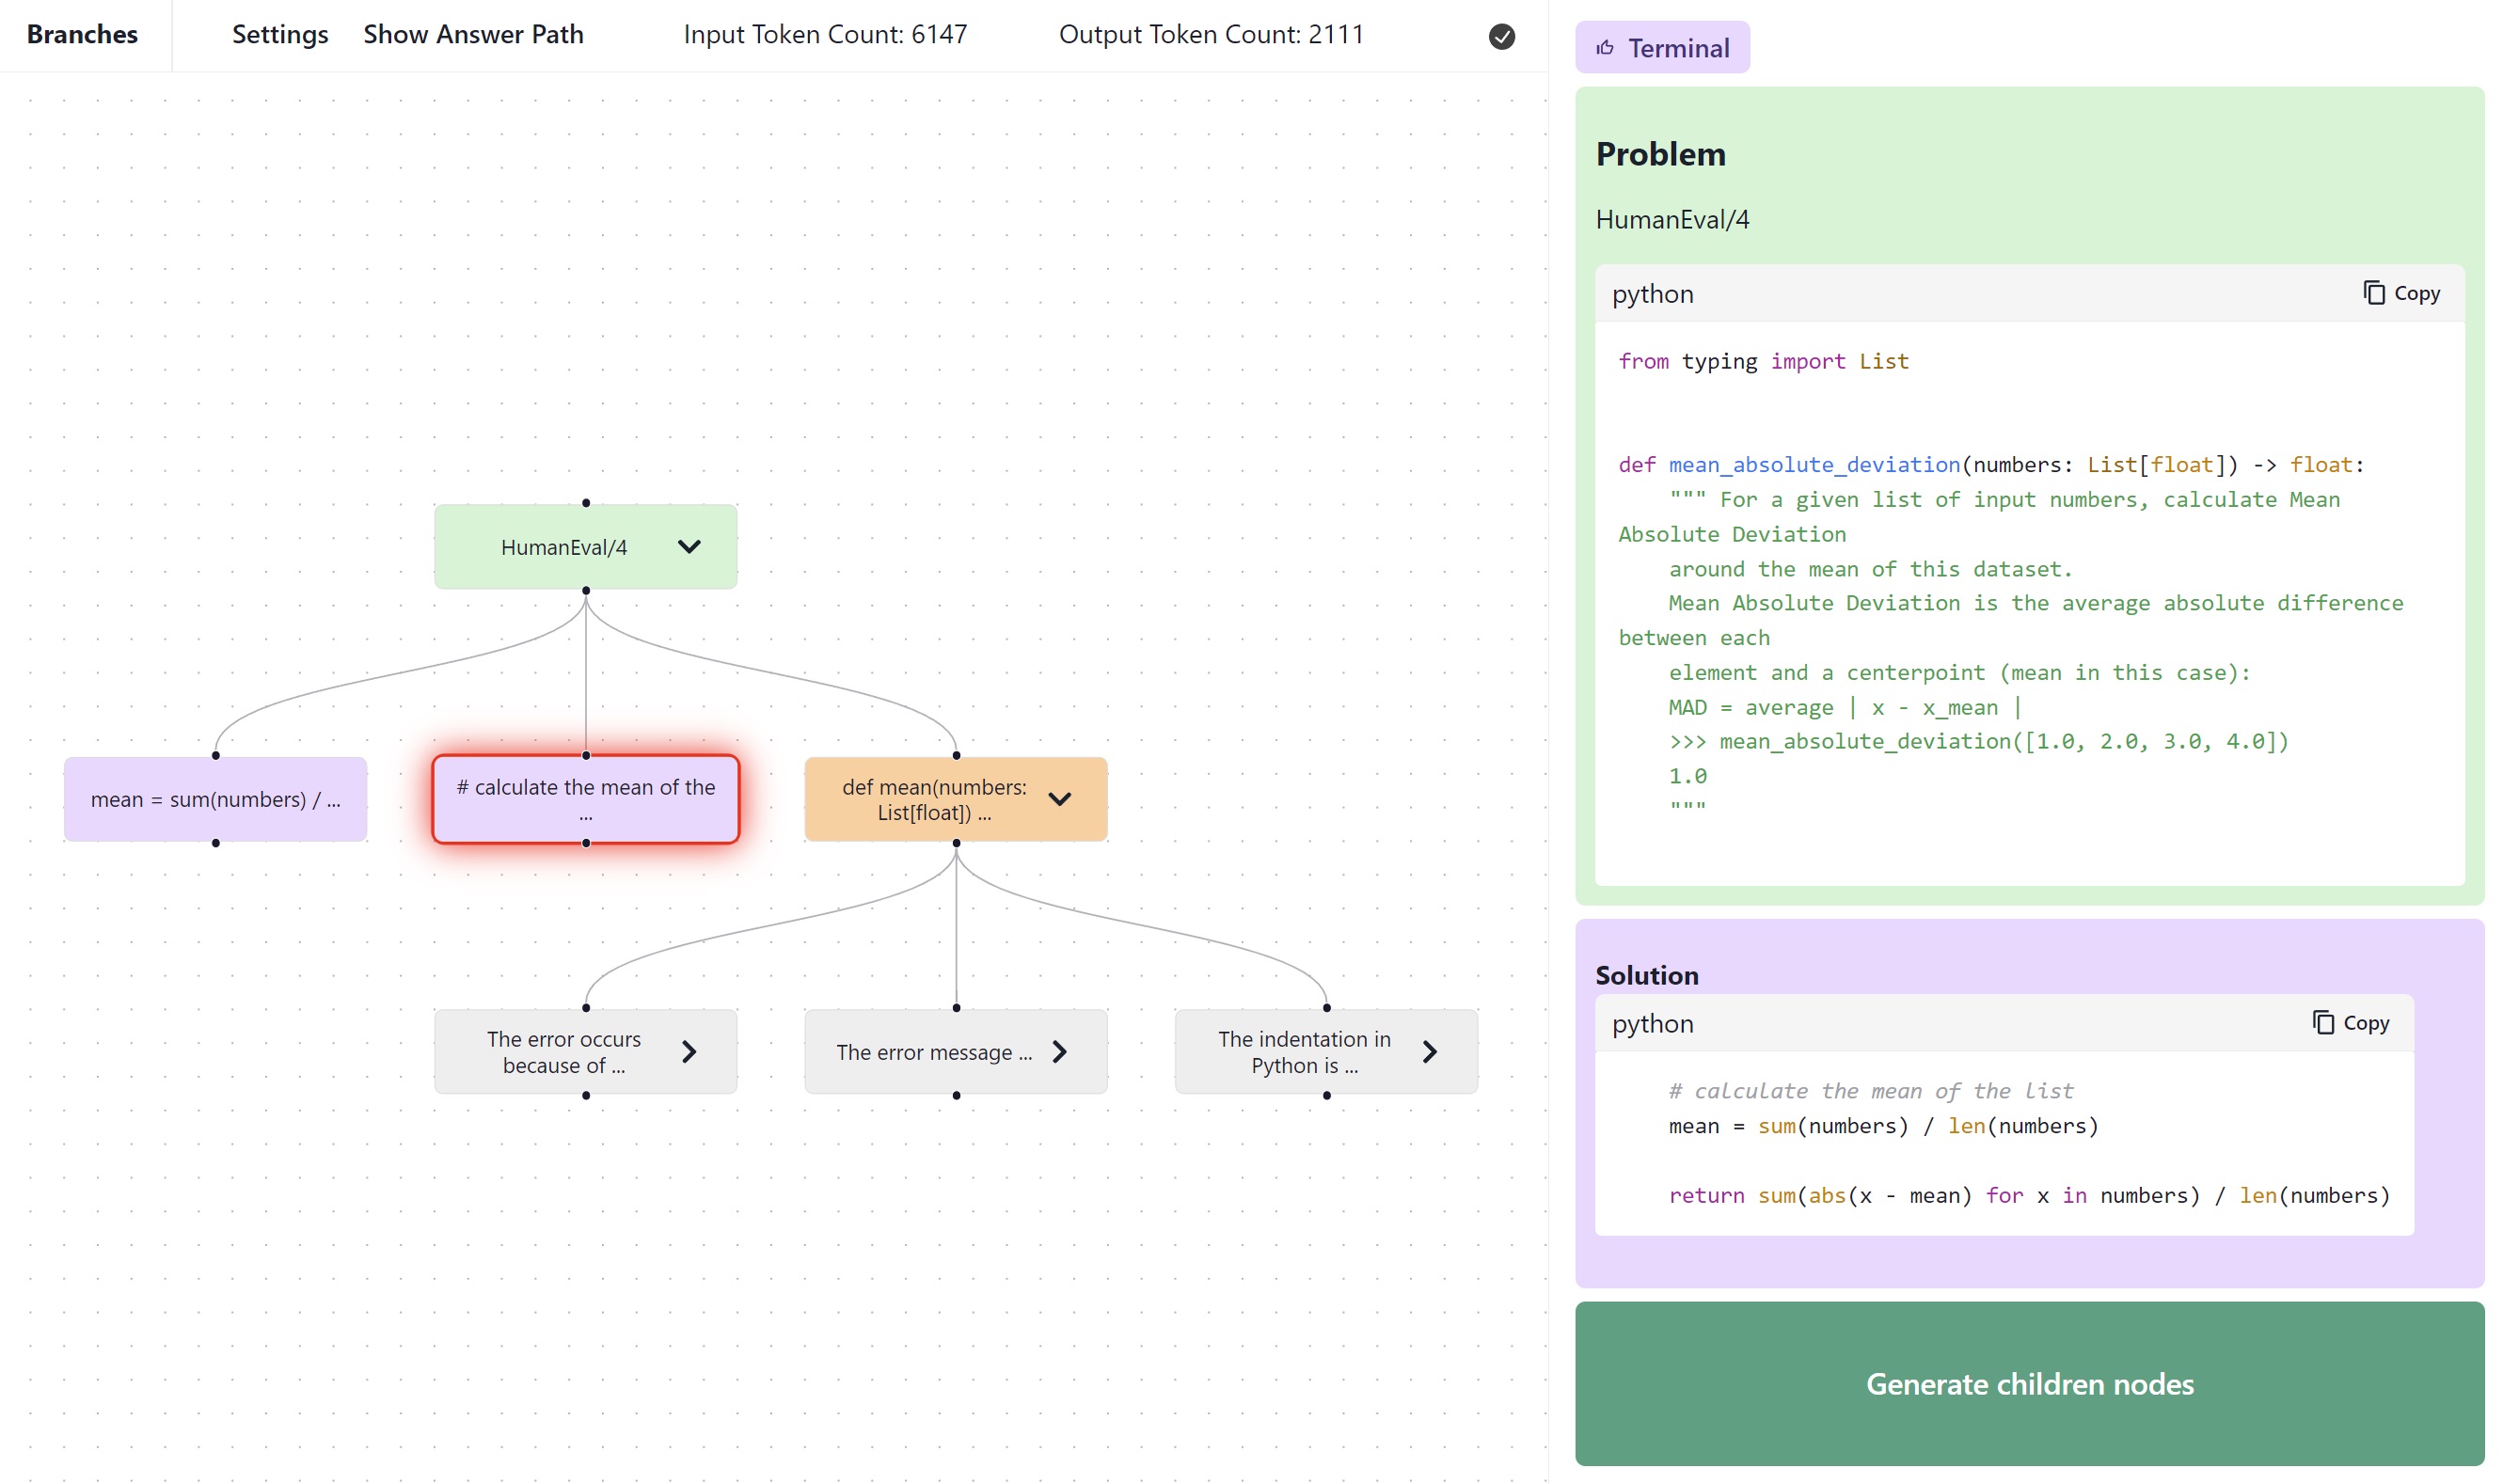 Branches
Settings
Show Answer Path
Input Token Count: 6147
Output Token Count: 2111
HumanEval/4
mean = sum(numbers) / ...
# calculate the mean of the
...
def mean(numbers:
List[float]) ...
The error occurs
because of ...
The error message ...
The indentation in
Python is ...
Terminal
Problem
HumanEval/4
python
Copy
from typing import List
def mean_absolute_deviation(numbers: List[float]) -> float:
    """ For a given list of input numbers, calculate Mean
Absolute Deviation
    around the mean of this dataset.
    Mean Absolute Deviation is the average absolute difference
between each
    element and a centerpoint (mean in this case):
    MAD = average | x - x_mean |
    >>> mean_absolute_deviation([1.0, 2.0, 3.0, 4.0])
    1.0
    """
Solution
python
Copy
    # calculate the mean of the list
    mean = sum(numbers) / len(numbers)
    return sum(abs(x - mean) for x in numbers) / len(numbers)
Generate children nodes